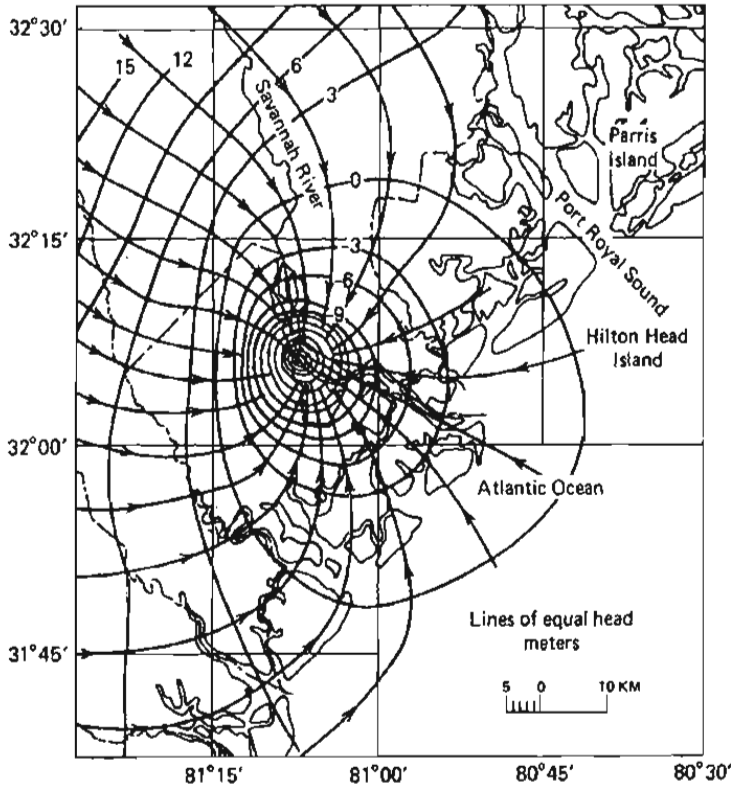 32°30'
15
12
6
3
Savannah River
Parris
Island
0
Port Royal Sound
32°15'
-3
-6
-9
Hilton Head
Island
32°00'
Atlantic Ocean
Lines of equal head
meters
31°45'
5 0 10 KM
81°15' 81°00' 80°45' 80°30'